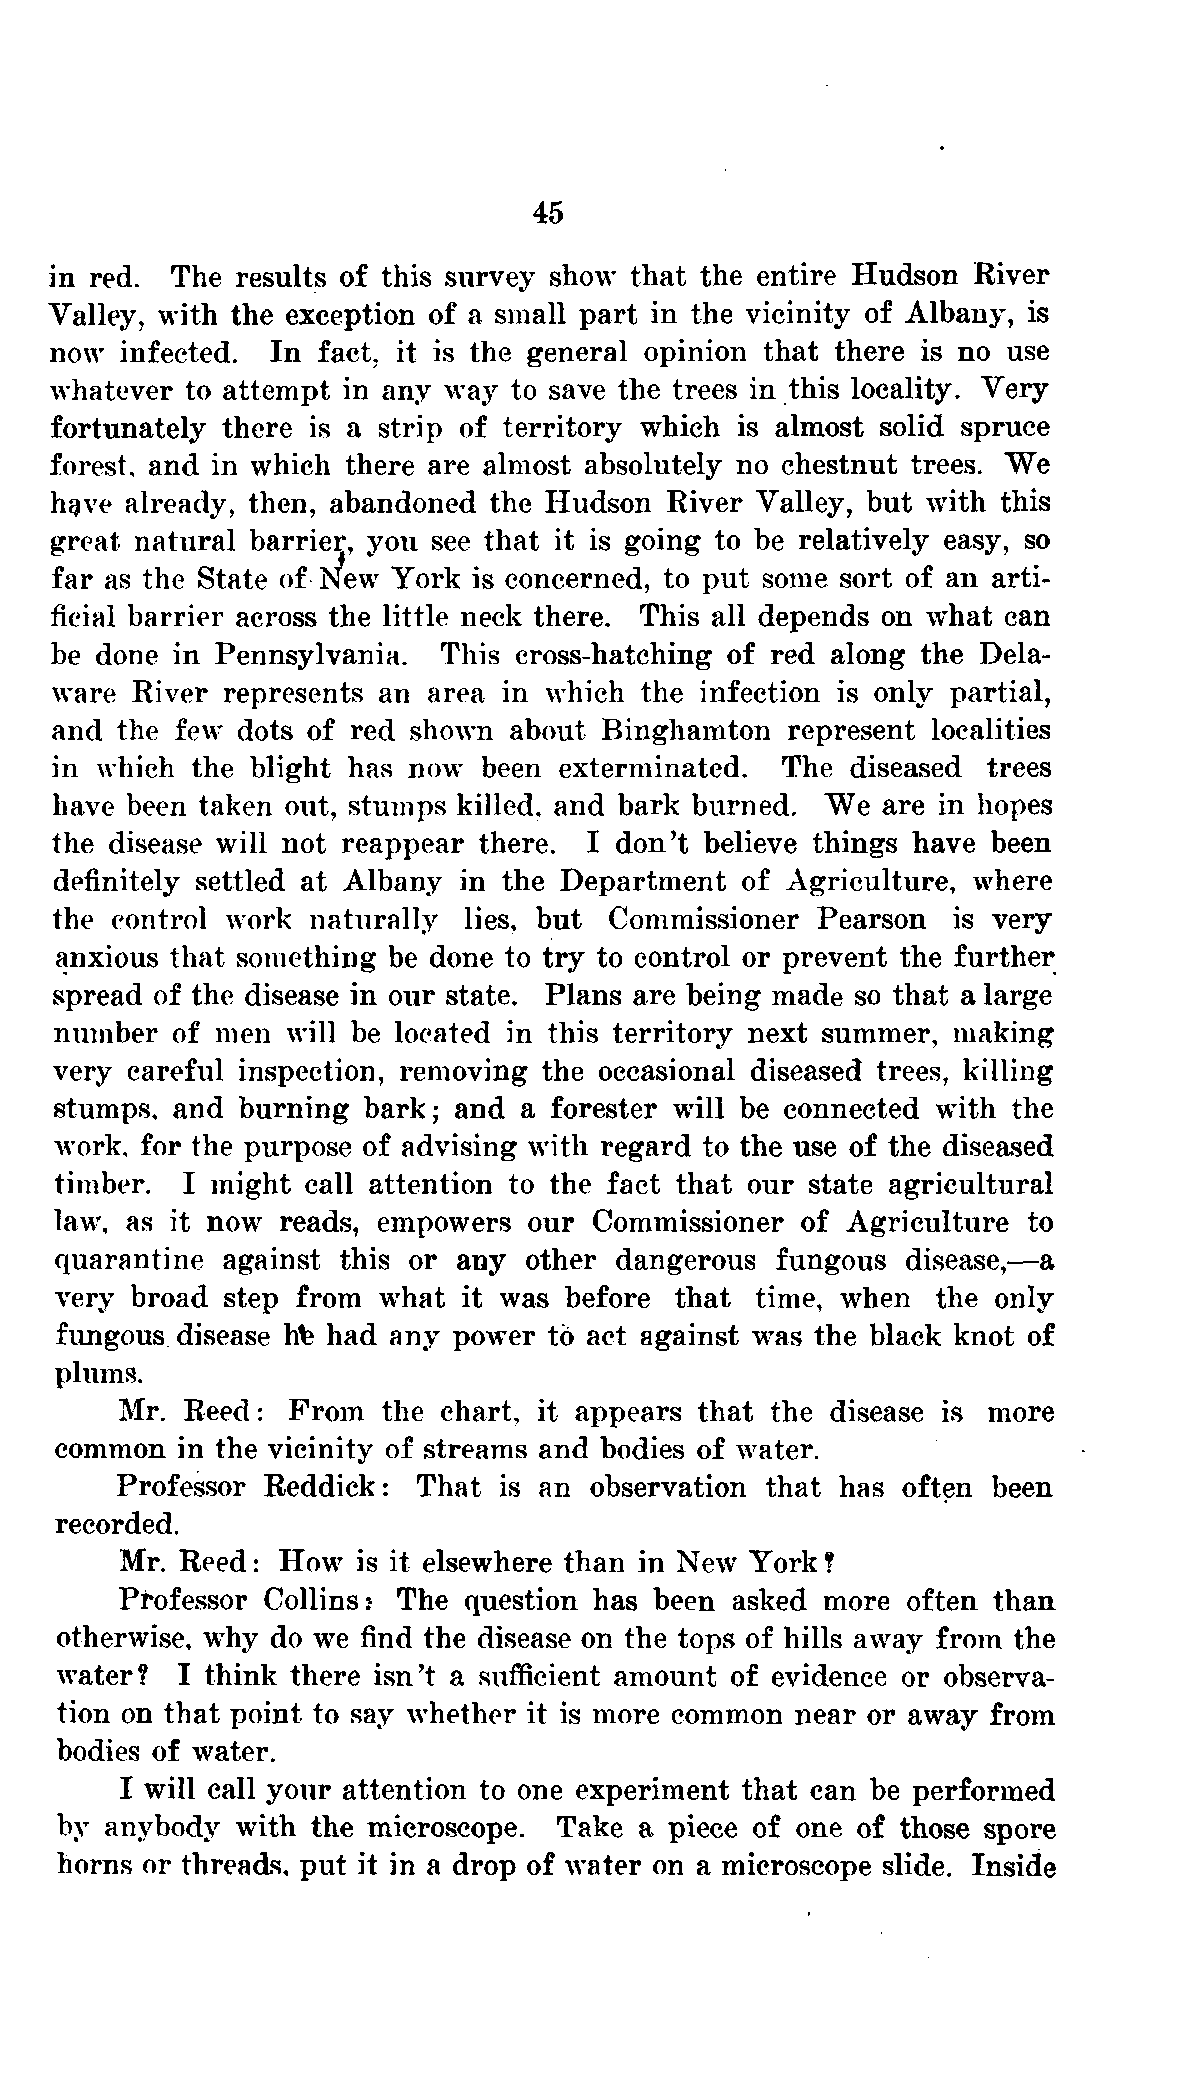 45
in red. The results of this survey show that the entire Hudson River
Valley, with the exception of a small part in the vicinity of Albany, is
now infected. In fact, it is the general opinion that there is no use
whatever to attempt in any way to save the trees in this locality. Very
fortunately there is a strip of territory which is almost solid spruce
forest, and in which there are almost absolutely no chestnut trees. We
have already, then, abandoned the Hudson River Valley, but with this
great natural barrier, you see that it is going to be relatively easy, so
far as the State of New York is concerned, to put some sort of an arti-
ficial barrier across the little neck there. This all depends on what can
be done in Pennsylvania. This cross-hatching of red along the Dela-
ware River represents an area in which the infection is only partial,
and the few dots of red shown about Binghamton represent localities
in which the blight has now been exterminated. The diseased trees
have been taken out, stumps killed, and bark burned. We are in hopes
the disease will not reappear there. I don't believe things have been
definitely settled at Albany in the Department of Agriculture, where
the control work naturally lies, but Commissioner Pearson is very
anxious that something be done to try to control or prevent the further
spread of the disease in our state. Plans are being made so that a large
number of men will be located in this territory next summer, making
very careful inspection, removing the occasional diseased trees, killing
stumps, and burning bark; and a forester will be connected with the
work, for the purpose of advising with regard to the use of the diseased
timber. I might call attention to the fact that our state agricultural
law, as it now reads, empowers our Commissioner of Agriculture to
quarantine against this or any other dangerous fungous disease,—a
very broad step from what it was before that time, when the only
fungous disease he had any power to act against was the black knot of
plums.
Mr. Reed: From the chart, it appears that the disease is more
common in the vicinity of streams and bodies of water.
Professor Reddick: That is an observation that has often been
recorded.
Mr. Reed: How is it elsewhere than in New York?
Professor Collins: The question has been asked more often than
otherwise, why do we find the disease on the tops of hills away from the
water? I think there isn't a sufficient amount of evidence or observa-
tion on that point to say whether it is more common near or away from
bodies of water.
I will call your attention to one experiment that can be performed
by anybody with the microscope. Take a piece of one of those spore
horns or threads, put it in a drop of water on a microscope slide. Inside